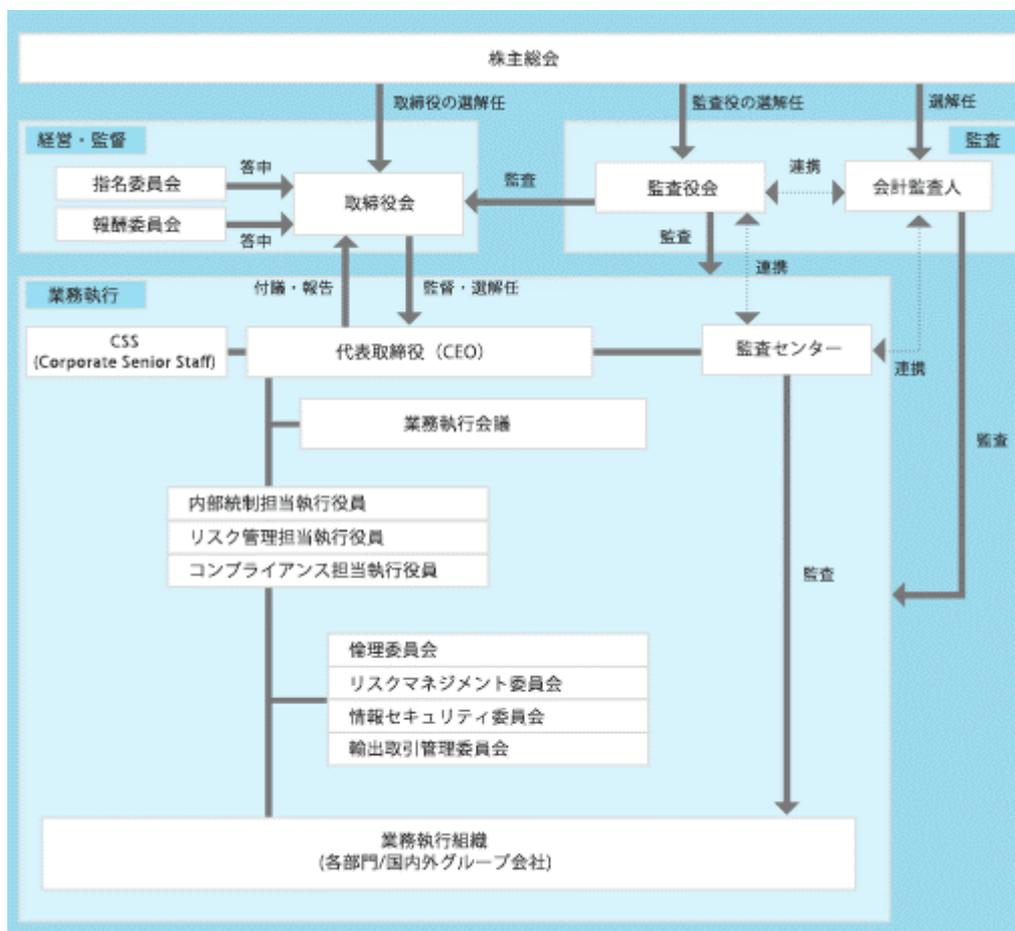 株主総会
取締役の選解任
監査役の選解任
選解任
経営・監督
監査
指名委員会
答申
報酬委員会
答申
取締役会
監査
監査役会
連携
会計監査人
監査
連携
付議・報告
監督・選解任
業務執行
CSS
(Corporate Senior Staff)
代表取締役（CEO）
監査センター
連携
業務執行会議
監査
内部統制担当執行役員
リスク管理担当執行役員
コンプライアンス担当執行役員
監査
倫理委員会
リスクマネジメント委員会
情報セキュリティ委員会
輸出取引管理委員会
業務執行組織
(各部門/国内外グループ会社)